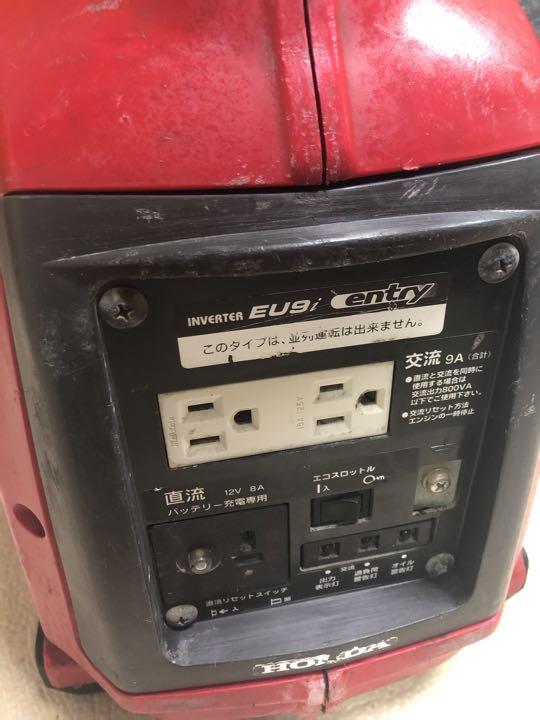 INVERTER EU9i entry
このタイプは、並列運転は出来ません。
交流 9A(合計)
●直流と交流を同時に
使用する場合は
交流出力800VA
以下でご使用下さい。
●交流リセット方法
エンジンの一時停止
15A 125V
直流 12V 8A
バッテリー充電専用
エコスロットル
入
直流リセットスイッチ
入
交流
出力
表示灯
過負荷
警告灯
オイル
警告灯
HONDA